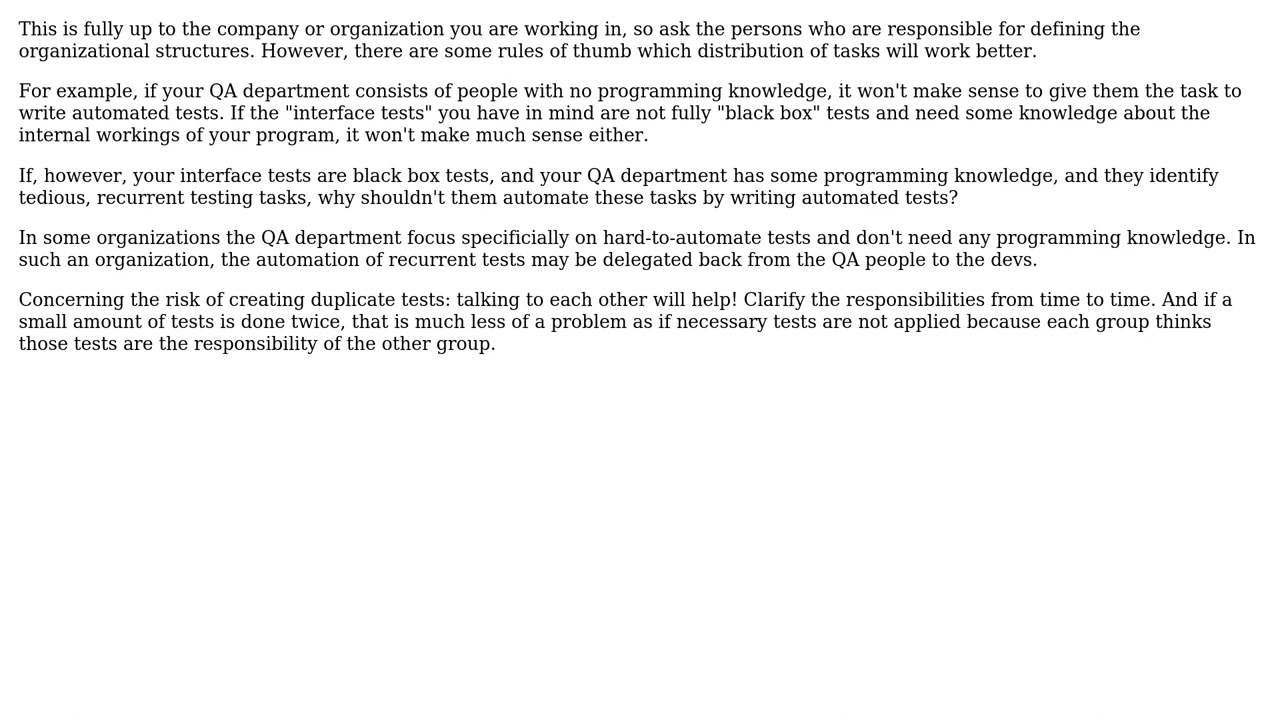 This is fully up to the company or organization you are working in, so ask the persons who are responsible for defining the
organizational structures. However, there are some rules of thumb which distribution of tasks will work better.
For example, if your QA department consists of people with no programming knowledge, it won't make sense to give them the task to
write automated tests. If the "interface tests" you have in mind are not fully "black box" tests and need some knowledge about the
internal workings of your program, it won't make much sense either.
If, however, your interface tests are black box tests, and your QA department has some programming knowledge, and they identify
tedious, recurrent testing tasks, why shouldn't them automate these tasks by writing automated tests?
In some organizations the QA department focus specificially on hard-to-automate tests and don't need any programming knowledge. In
such an organization, the automation of recurrent tests may be delegated back from the QA people to the devs.
Concerning the risk of creating duplicate tests: talking to each other will help! Clarify the responsibilities from time to time. And if a
small amount of tests is done twice, that is much less of a problem as if necessary tests are not applied because each group thinks
those tests are the responsibility of the other group.